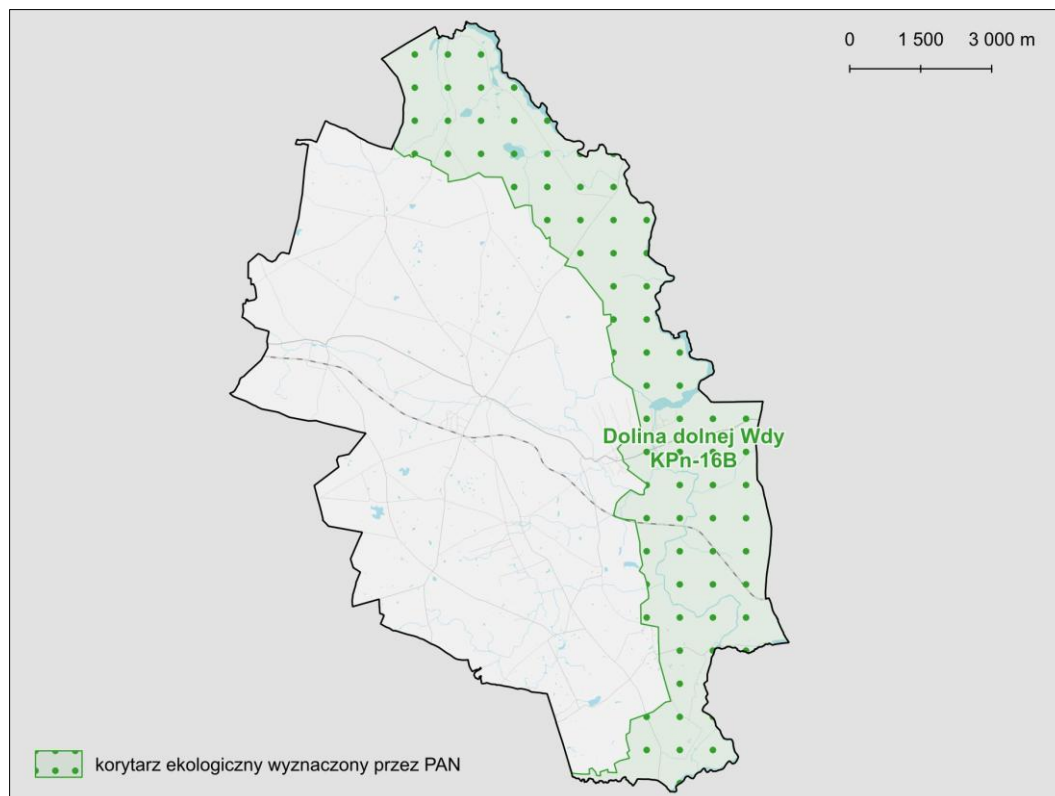 0 1 500 3 000 m
Dolina dolnej Wdy
KPn-16B
korytarz ekologiczny wyznaczony przez PAN